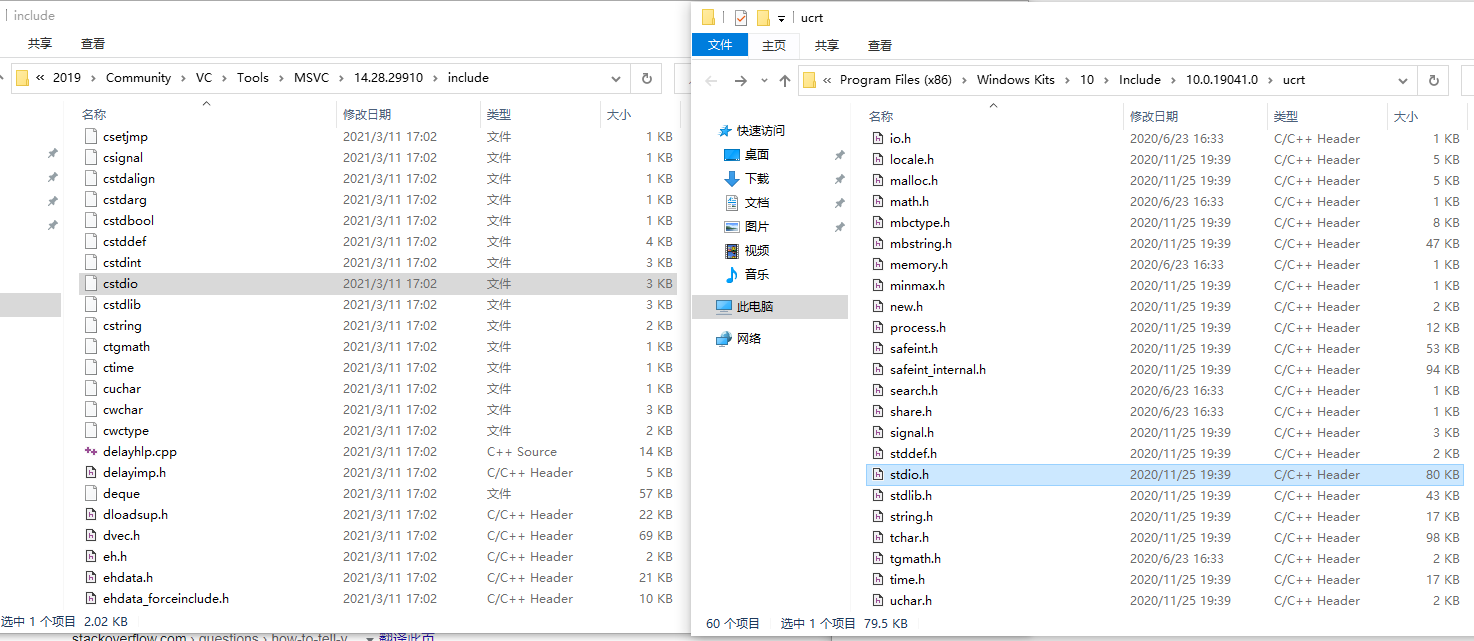 include
共享 查看
« 2019 › Community › VC › Tools › MSVC › 14.28.29910 › include
名称 修改日期 类型 大小
csetjmp 2021/3/11 17:02 文件 1 KB
csignal 2021/3/11 17:02 文件 1 KB
cstdalign 2021/3/11 17:02 文件 1 KB
cstdarg 2021/3/11 17:02 文件 1 KB
cstdbool 2021/3/11 17:02 文件 1 KB
cstddef 2021/3/11 17:02 文件 4 KB
cstdint 2021/3/11 17:02 文件 3 KB
cstdio 2021/3/11 17:02 文件 3 KB
cstdlib 2021/3/11 17:02 文件 3 KB
cstring 2021/3/11 17:02 文件 2 KB
ctgmath 2021/3/11 17:02 文件 1 KB
ctime 2021/3/11 17:02 文件 1 KB
cuchar 2021/3/11 17:02 文件 1 KB
cwchar 2021/3/11 17:02 文件 3 KB
cwctype 2021/3/11 17:02 文件 2 KB
delayhlp.cpp 2021/3/11 17:02 C++ Source 14 KB
delayimp.h 2021/3/11 17:02 C/C++ Header 5 KB
deque 2021/3/11 17:02 文件 57 KB
dloadsup.h 2021/3/11 17:02 C/C++ Header 22 KB
dvec.h 2021/3/11 17:02 C/C++ Header 69 KB
eh.h 2021/3/11 17:02 C/C++ Header 2 KB
ehdata.h 2021/3/11 17:02 C/C++ Header 21 KB
ehdata_forceinclude.h 2021/3/11 17:02 C/C++ Header 10 KB
选中 1 个项目 2.02 KB
stackoverflow.com › questions › how-to-tell-v... 翻译此页
ucrt
文件 主页 共享 查看
« Program Files (x86) › Windows Kits › 10 › Include › 10.0.19041.0 › ucrt
快速访问
桌面
下载
文档
图片
视频
音乐
此电脑
网络
名称 修改日期 类型 大小
io.h 2020/6/23 16:33 C/C++ Header 1 KB
locale.h 2020/11/25 19:39 C/C++ Header 5 KB
malloc.h 2020/11/25 19:39 C/C++ Header 5 KB
math.h 2020/6/23 16:33 C/C++ Header 1 KB
mbctype.h 2020/11/25 19:39 C/C++ Header 8 KB
mbstring.h 2020/11/25 19:39 C/C++ Header 47 KB
memory.h 2020/6/23 16:33 C/C++ Header 1 KB
minmax.h 2020/11/25 19:39 C/C++ Header 1 KB
new.h 2020/11/25 19:39 C/C++ Header 2 KB
process.h 2020/11/25 19:39 C/C++ Header 12 KB
safeint.h 2020/11/25 19:39 C/C++ Header 53 KB
safeint_internal.h 2020/11/25 19:39 C/C++ Header 94 KB
search.h 2020/6/23 16:33 C/C++ Header 1 KB
share.h 2020/6/23 16:33 C/C++ Header 1 KB
signal.h 2020/11/25 19:39 C/C++ Header 3 KB
stddef.h 2020/11/25 19:39 C/C++ Header 2 KB
stdio.h 2020/11/25 19:39 C/C++ Header 80 KB
stdlib.h 2020/11/25 19:39 C/C++ Header 43 KB
string.h 2020/11/25 19:39 C/C++ Header 17 KB
tchar.h 2020/11/25 19:39 C/C++ Header 98 KB
tgmath.h 2020/6/23 16:33 C/C++ Header 2 KB
time.h 2020/11/25 19:39 C/C++ Header 17 KB
uchar.h 2020/11/25 19:39 C/C++ Header 2 KB
60 个项目 选中 1 个项目 79.5 KB